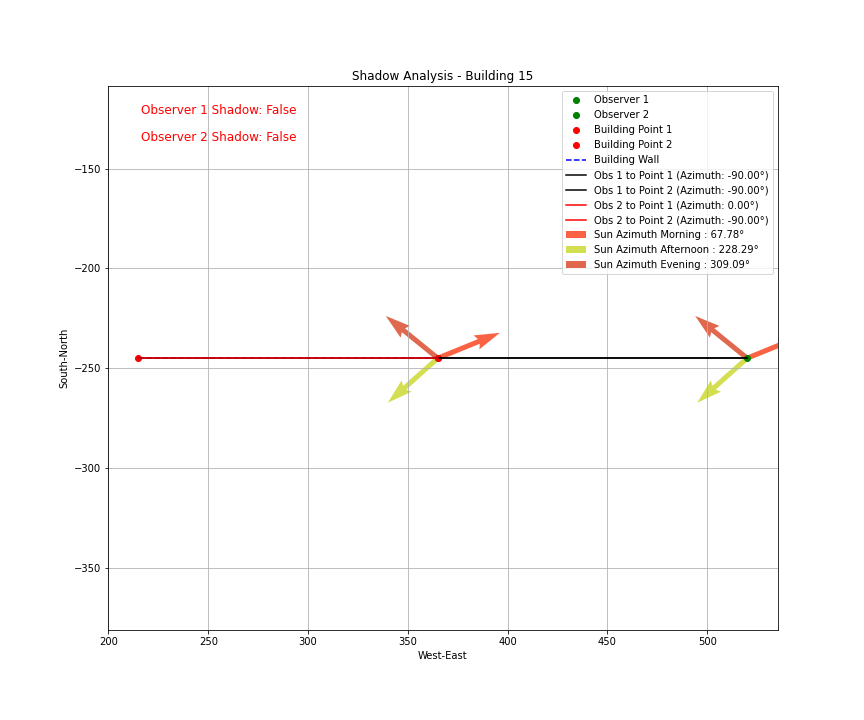 Shadow Analysis - Building 15
Observer 1 Shadow: False
Observer 2 Shadow: False
Observer 1
Observer 2
Building Point 1
Building Point 2
Building Wall
Obs 1 to Point 1 (Azimuth: -90.00°)
Obs 1 to Point 2 (Azimuth: -90.00°)
Obs 2 to Point 1 (Azimuth: 0.00°)
Obs 2 to Point 2 (Azimuth: -90.00°)
Sun Azimuth Morning : 67.78°
Sun Azimuth Afternoon : 228.29°
Sun Azimuth Evening : 309.09°
−150
−200
−250
−300
−350
South-North
200 250 300 350 400 450 500
West-East